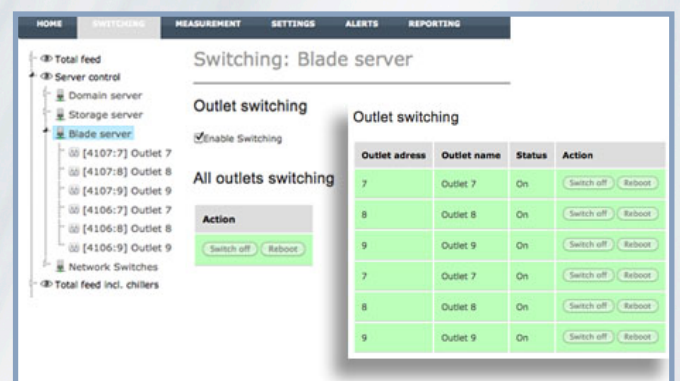 HOME SWITCHING MEASUREMENT SETTINGS ALERTS REPORTING
Total feed
Server control
Domain server
Storage server
Blade server
[4107:7] Outlet 7
[4107:8] Outlet 8
[4107:9] Outlet 9
[4106:7] Outlet 7
[4106:8] Outlet 8
[4106:9] Outlet 9
Network Switches
Total feed incl. chillers
Switching: Blade server
Outlet switching
Enable Switching
All outlets switching
Action
Switch off Reboot
Outlet switching
Outlet adress Outlet name Status Action
7 Outlet 7 On Switch off Reboot
8 Outlet 8 On Switch off Reboot
9 Outlet 9 On Switch off Reboot
7 Outlet 7 On Switch off Reboot
8 Outlet 8 On Switch off Reboot
9 Outlet 9 On Switch off Reboot